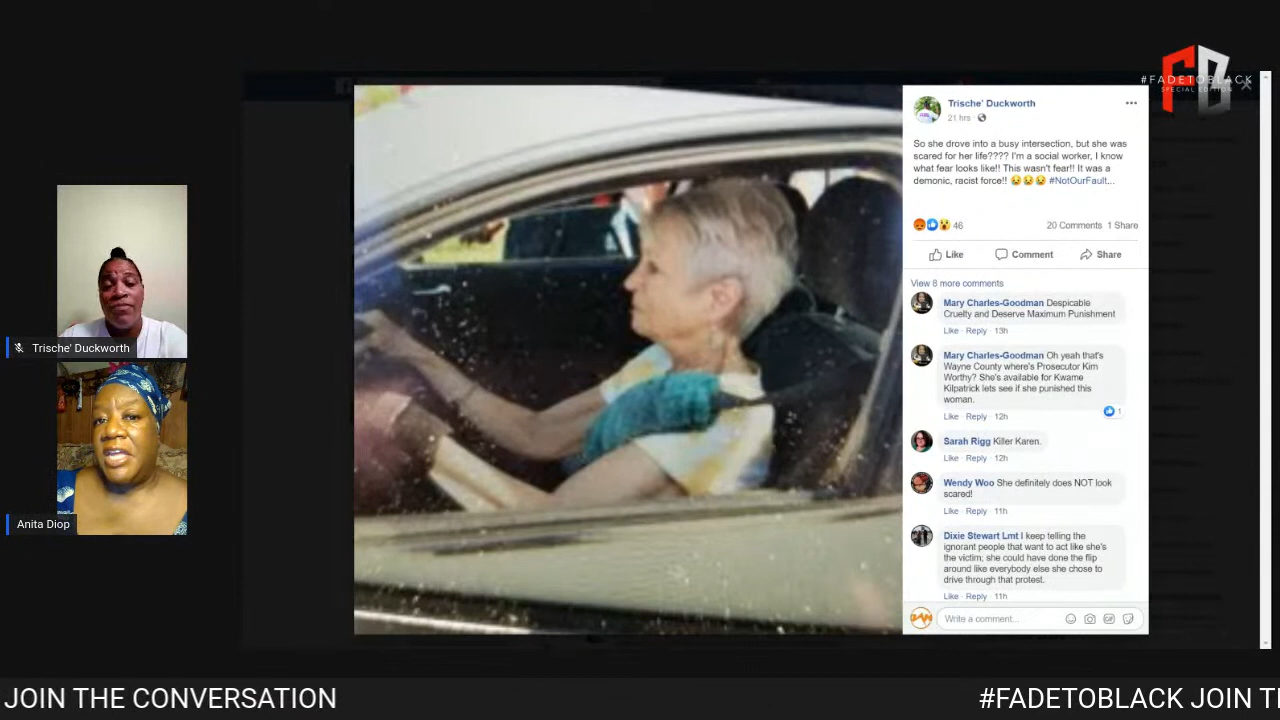 #FADETOBLACK
SPECIAL EDITION
Trische' Duckworth
21 hrs ·
So she drove into a busy intersection, but she was
scared for her life???? I'm a social worker, I know
what fear looks like!! This wasn't fear!! It was a
demonic, racist force!! 😥😥😥 #NotOurFault...
46
20 Comments 1 Share
Like Comment Share
View 8 more comments
Mary Charles-Goodman Despicable
Cruelty and Deserve Maximum Punishment
Like · Reply · 13h
Mary Charles-Goodman Oh yeah that's
Wayne County where's Prosecutor Kim
Worthy? She's available for Kwame
Kilpatrick lets see if she punished this
woman.
1
Like · Reply · 12h
Sarah Rigg Killer Karen.
Like · Reply · 12h
Wendy Woo She definitely does NOT look
scared!
Like · Reply · 11h
Dixie Stewart Lmt I keep telling the
ignorant people that want to act like she's
the victim; she could have done the flip
around like everybody else she chose to
drive through that protest.
Like · Reply · 11h
Write a comment...
GIF
Trische' Duckworth
Anita Diop
JOIN THE CONVERSATION
#FADETOBLACK JOIN T